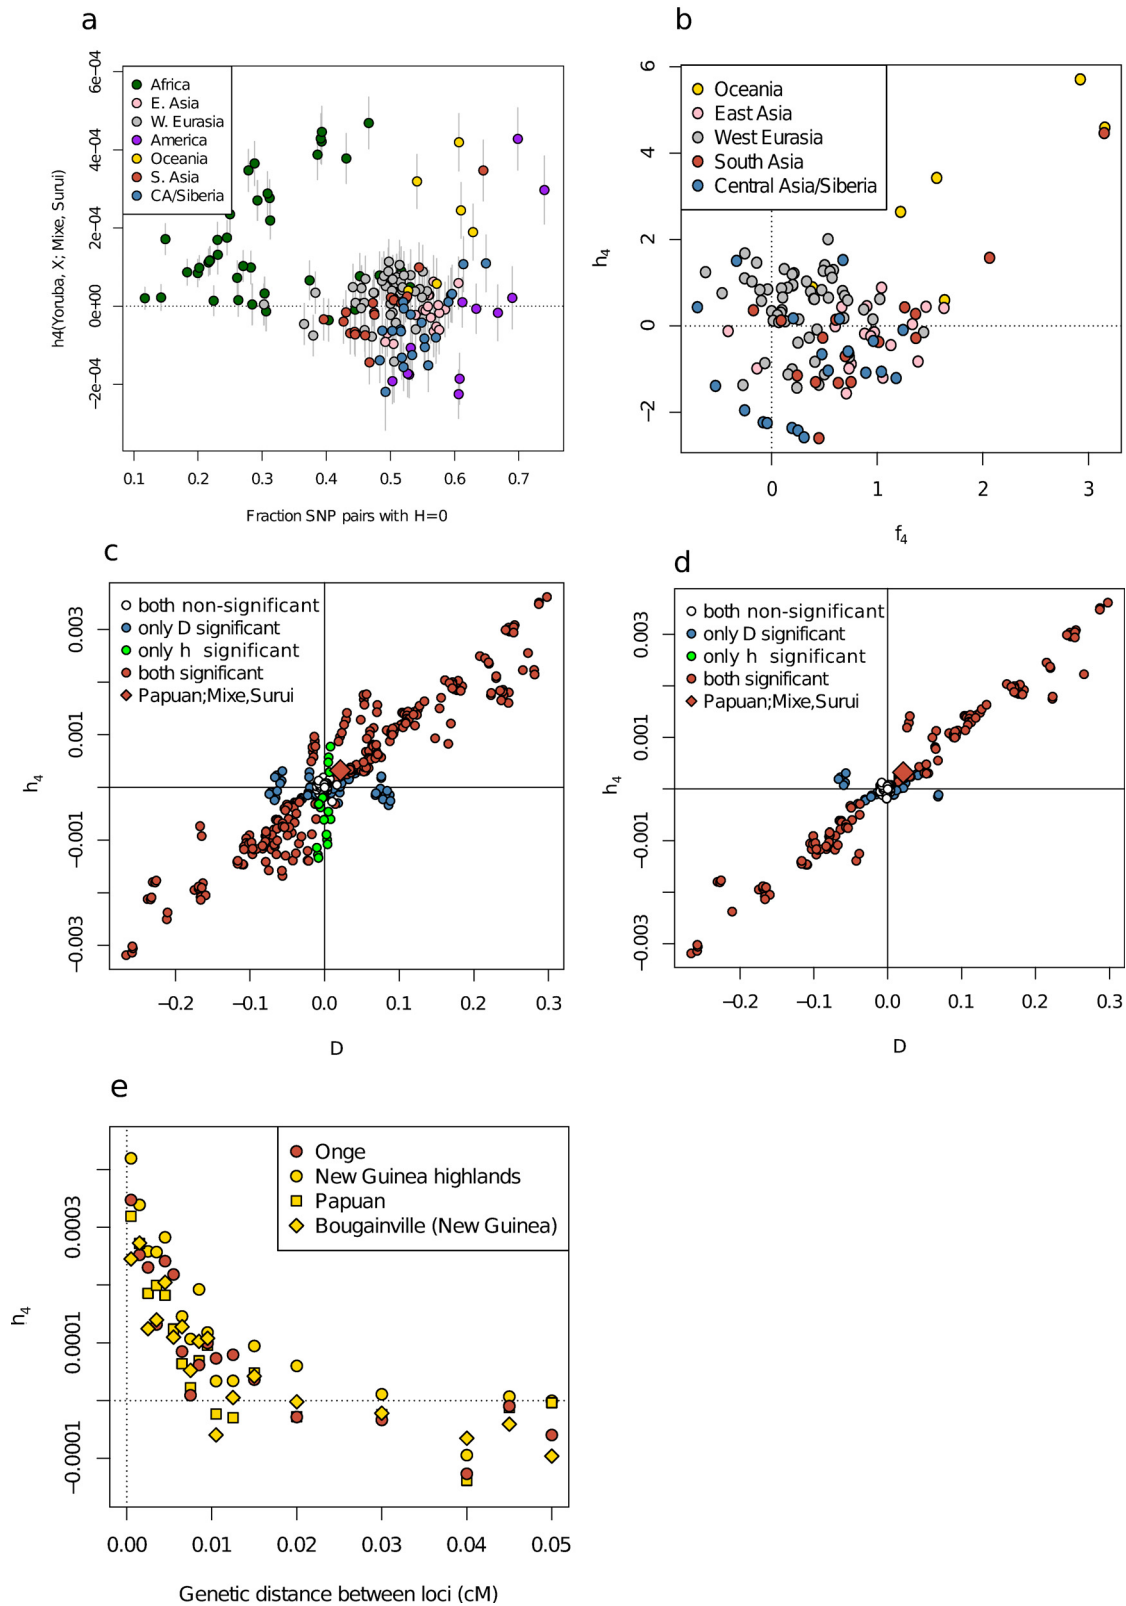 a
h4(Yoruba, X; Mixe, Surui)
6e−04
4e−04
2e−04
0e+00
−2e−04
Africa
E. Asia
W. Eurasia
America
Oceania
S. Asia
CA/Siberia
0.1 0.2 0.3 0.4 0.5 0.6 0.7
Fraction SNP pairs with H=0
b
h4
6
4
2
0
−2
Oceania
East Asia
West Eurasia
South Asia
Central Asia/Siberia
0 1 2 3
f4
c
h4
0.003
0.001
−0.001
−0.003
both non-significant
only D significant
only h significant
both significant
Papuan;Mixe,Surui
−0.2 −0.1 0.0 0.1 0.2 0.3
D
d
h4
0.003
0.001
−0.001
−0.003
both non-significant
only D significant
only h significant
both significant
Papuan;Mixe,Surui
−0.2 −0.1 0.0 0.1 0.2 0.3
D
e
h4
0.0003
0.0001
−0.0001
Onge
New Guinea highlands
Papuan
Bougainville (New Guinea)
0.00 0.01 0.02 0.03 0.04 0.05
Genetic distance between loci (cM)